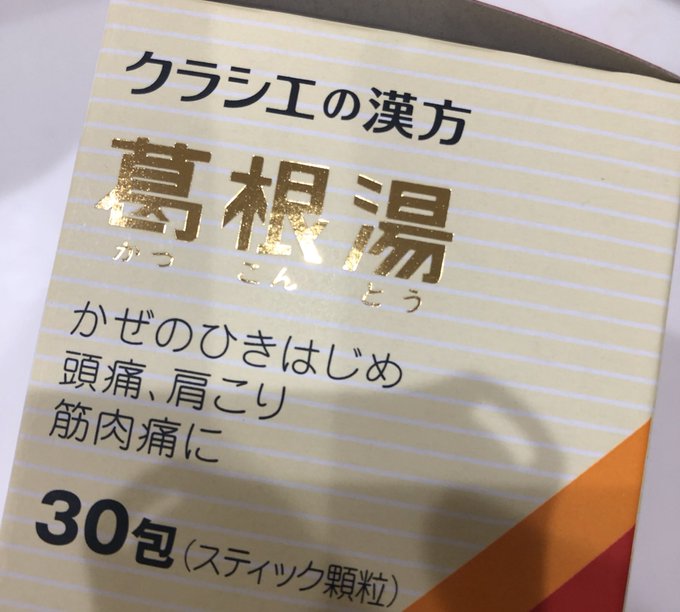 クラシエの漢方
葛根湯
かっこんとう
かぜのひきはじめ
頭痛、肩こり
筋肉痛に
30包(スティック顆粒)